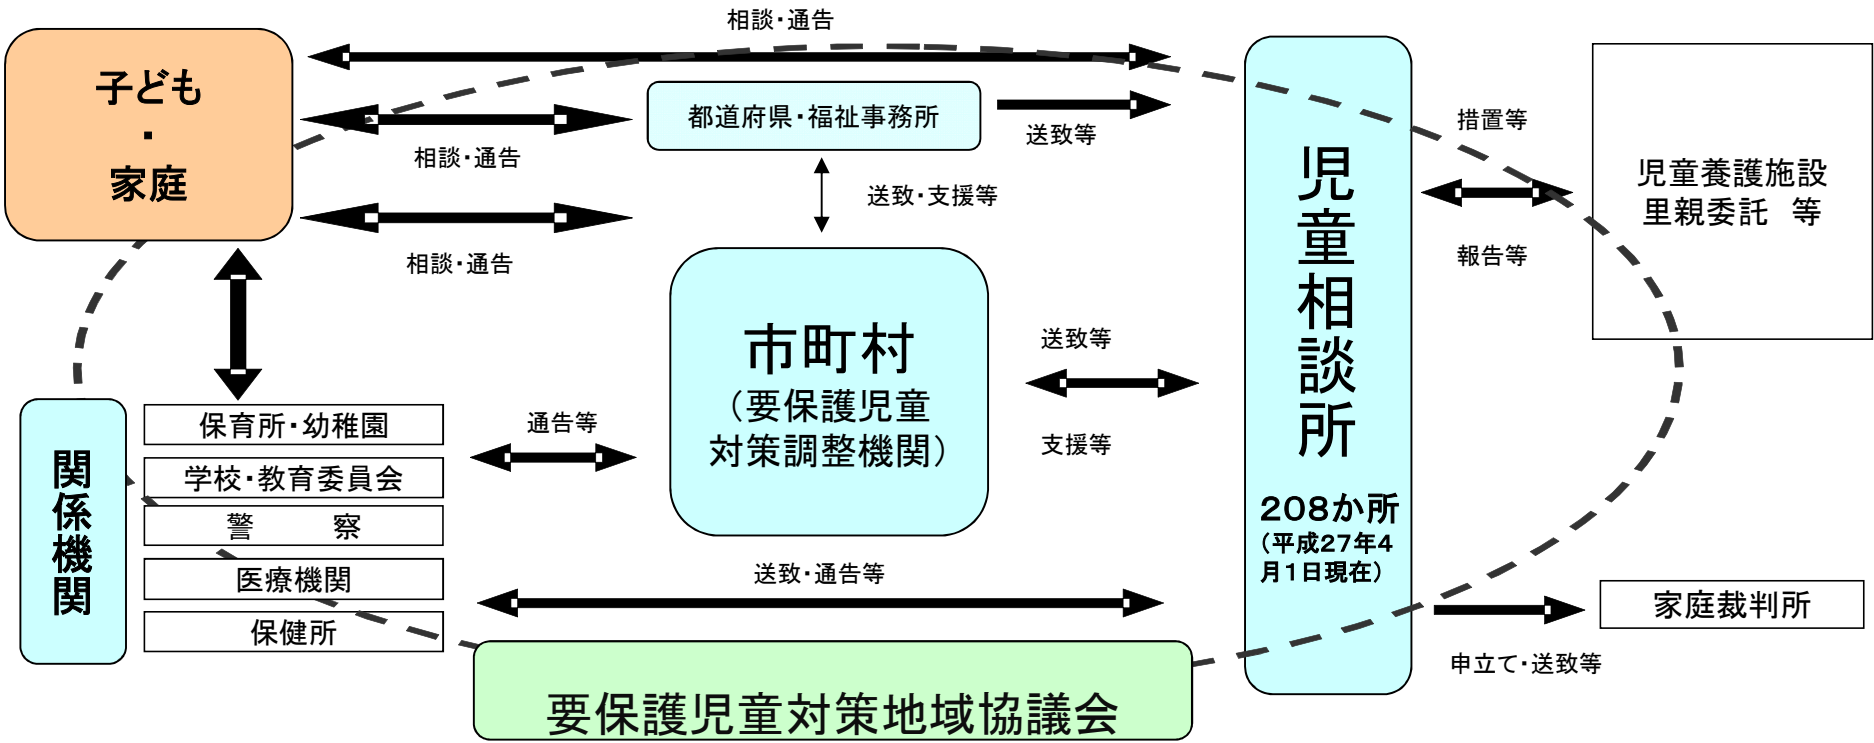 相談・通告
子ども
・
家庭
都道府県・福祉事務所
送致等
相談・通告
送致・支援等
相談・通告
措置等
児童養護施設
里親委託　等
報告等
児童相談所
208か所
（平成27年4
月1日現在）
市町村
（要保護児童
対策調整機関）
送致等
支援等
通告等
関係機関
保育所・幼稚園
学校・教育委員会
警　　察
医療機関
保健所
送致・通告等
家庭裁判所
申立て・送致等
要保護児童対策地域協議会